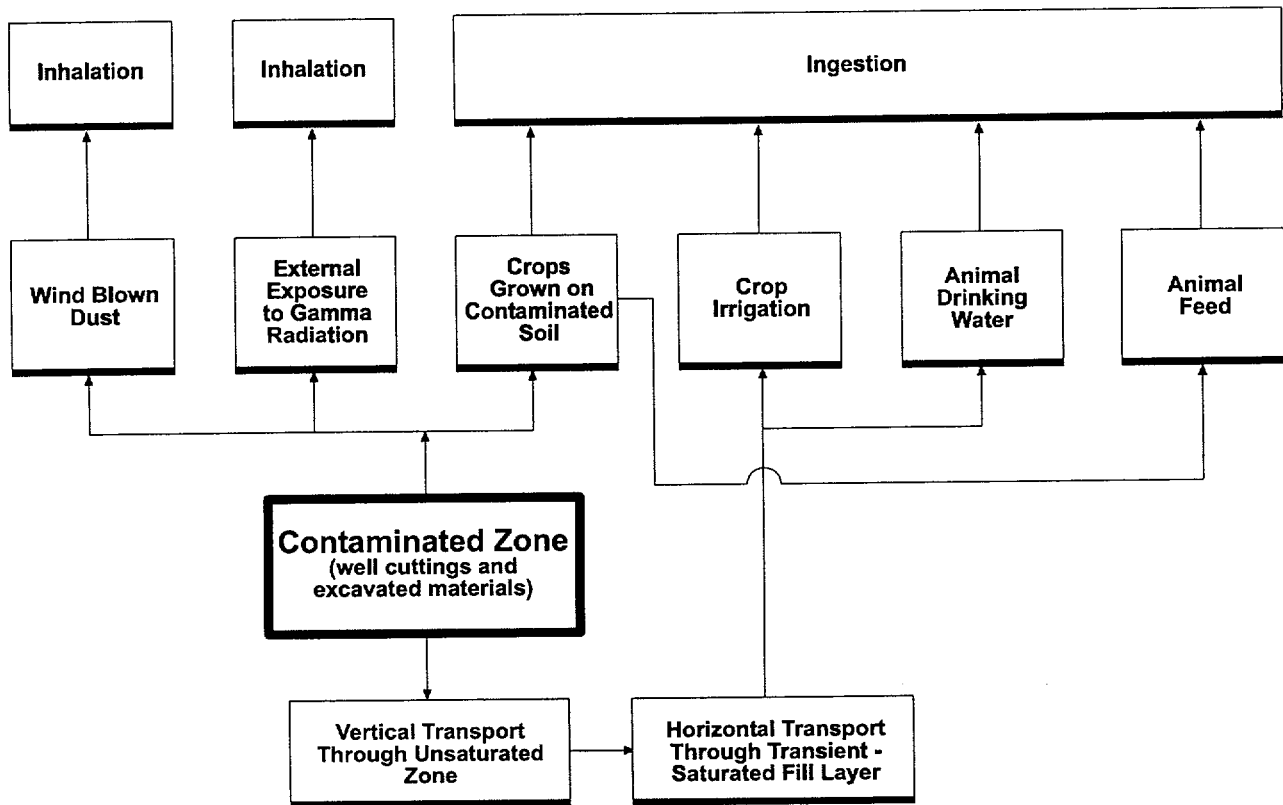 Inhalation
Inhalation
Ingestion
Wind Blown
Dust
External
Exposure
to Gamma
Radiation
Crops
Grown on
Contaminated
Soil
Crop
Irrigation
Animal
Drinking
Water
Animal
Feed
Contaminated Zone
(well cuttings and
excavated materials)
Vertical Transport
Through Unsaturated
Zone
Horizontal Transport
Through Transient -
Saturated Fill Layer